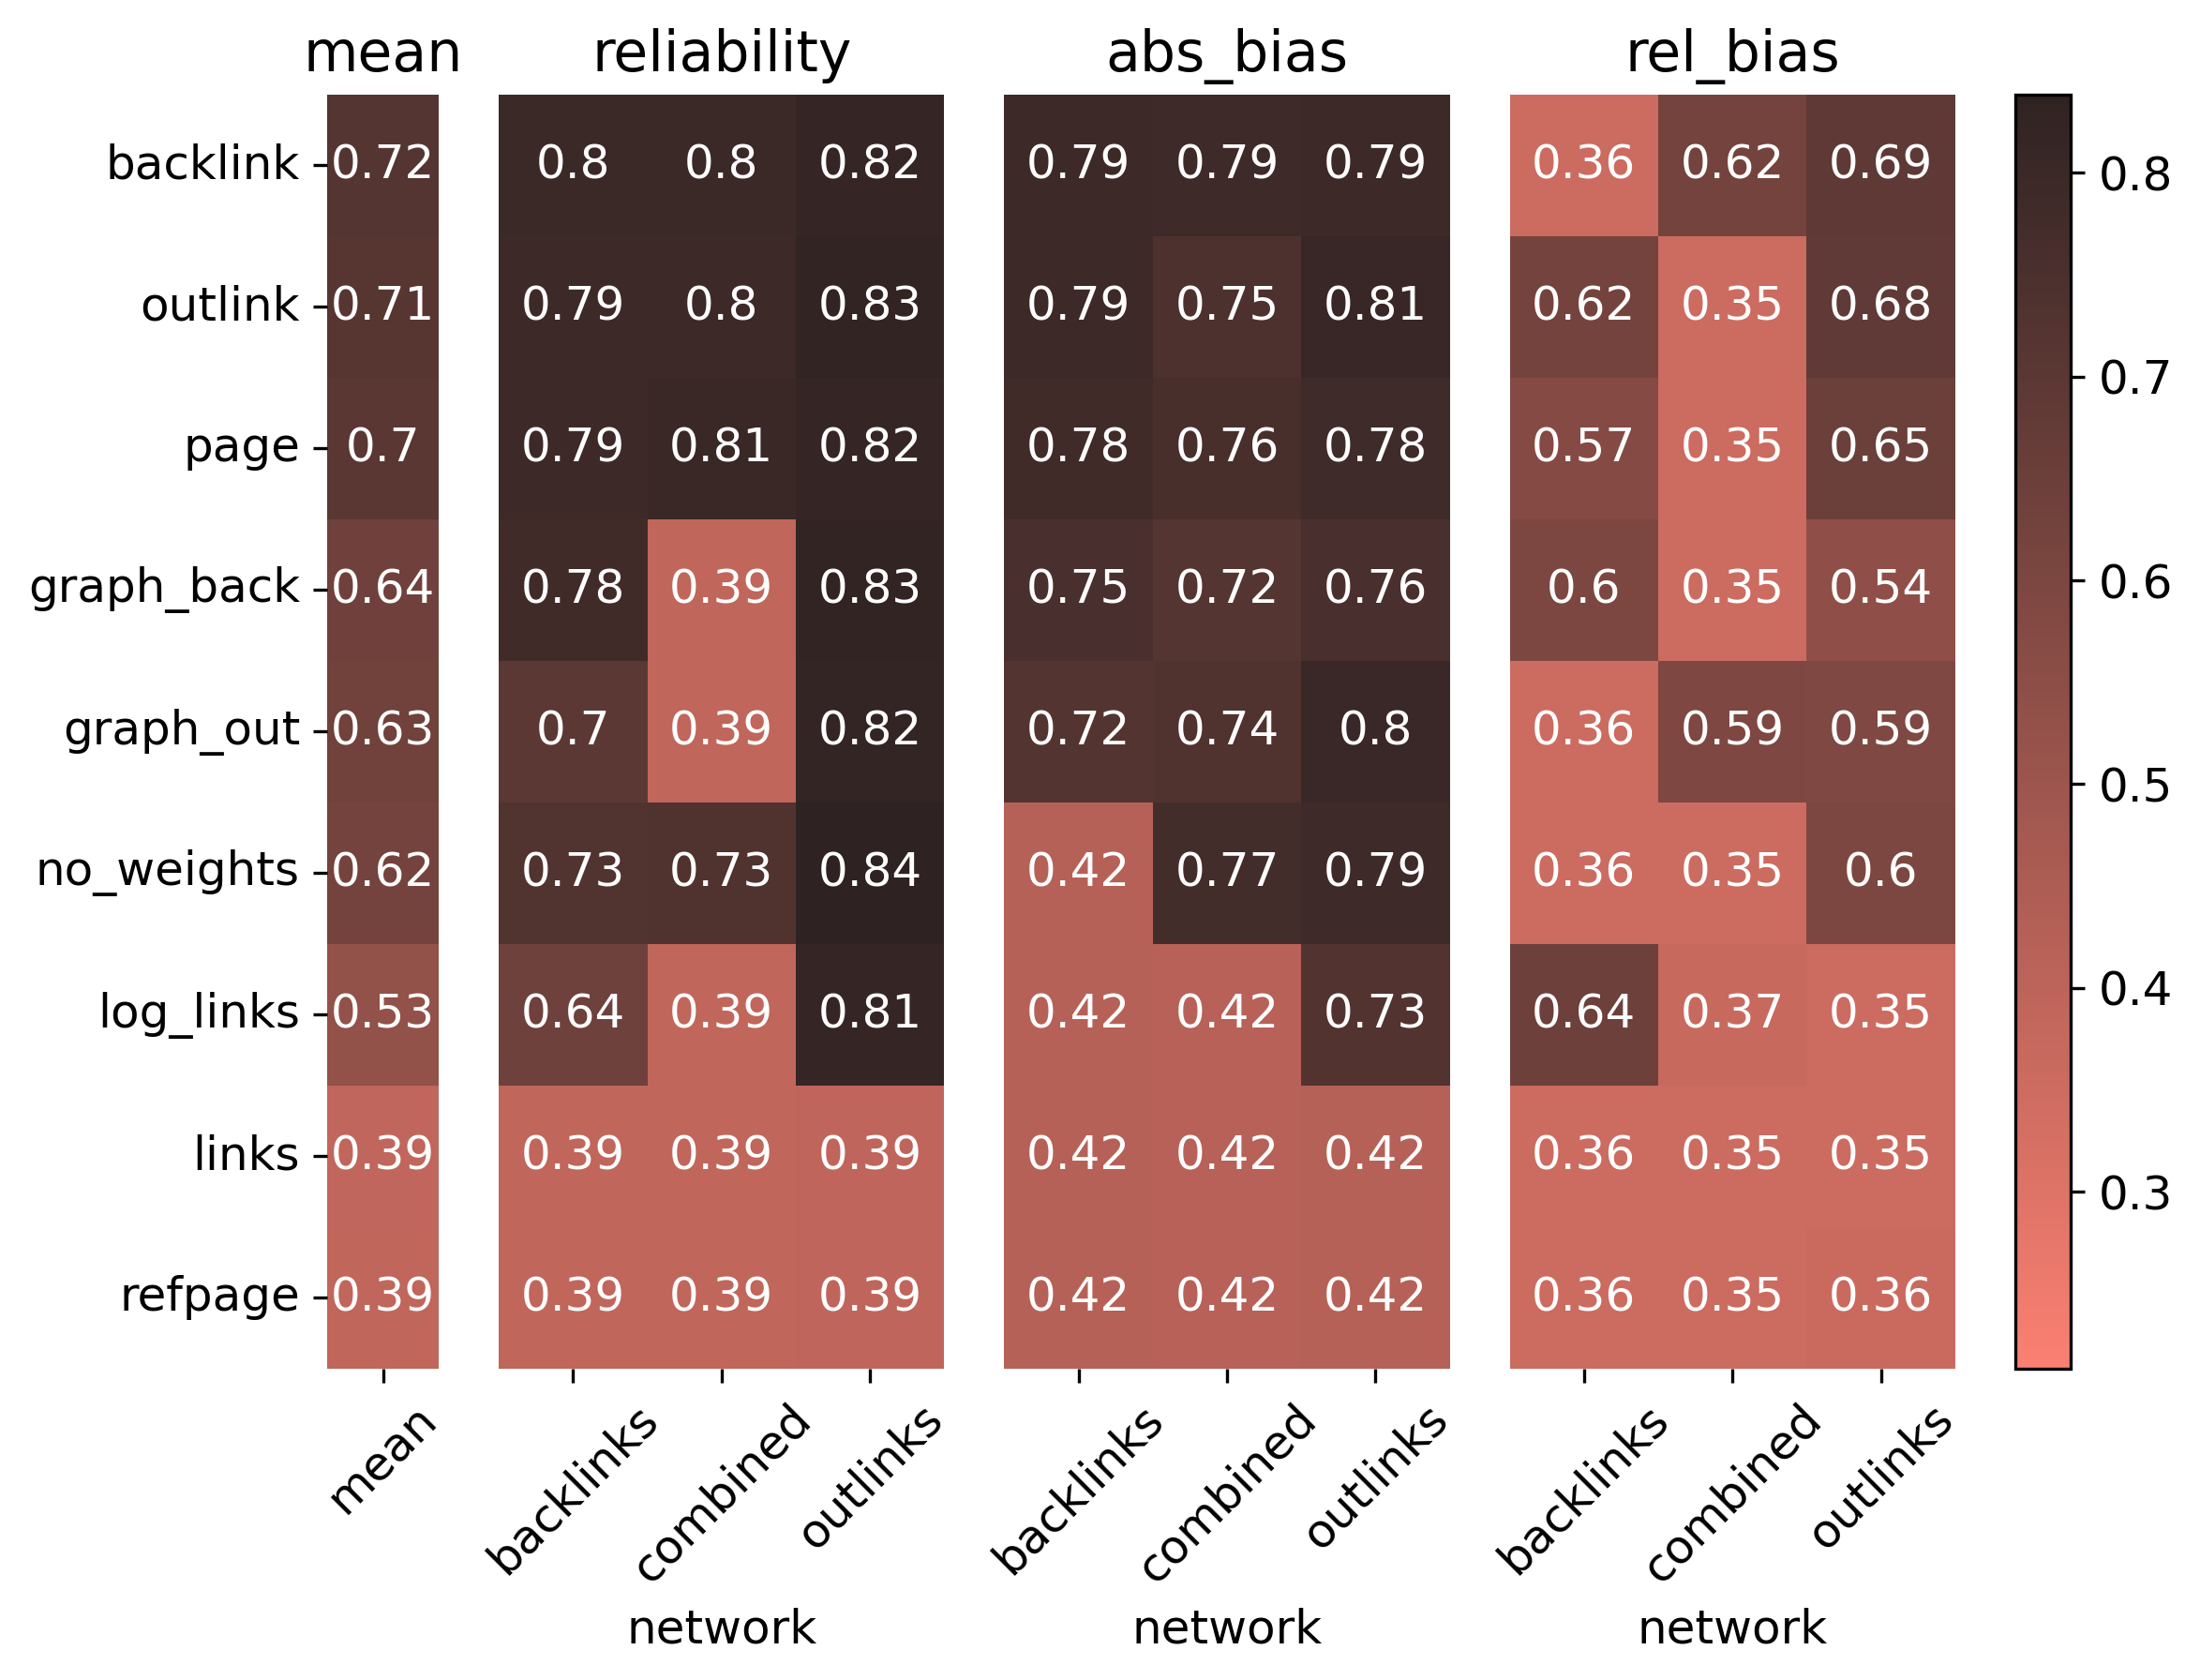 mean reliability abs_bias rel_bias
backlink 0.72 0.8 0.8 0.82 0.79 0.79 0.79 0.36 0.62 0.69
0.8
outlink 0.71 0.79 0.8 0.83 0.79 0.75 0.81 0.62 0.35 0.68
0.7
page 0.7 0.79 0.81 0.82 0.78 0.76 0.78 0.57 0.35 0.65
graph_back 0.64 0.78 0.39 0.83 0.75 0.72 0.76 0.6 0.35 0.54
0.6
graph_out 0.63 0.7 0.39 0.82 0.72 0.74 0.8 0.36 0.59 0.59
0.5
no_weights 0.62 0.73 0.73 0.84 0.42 0.77 0.79 0.36 0.35 0.6
0.4
log_links 0.53 0.64 0.39 0.81 0.42 0.42 0.73 0.64 0.37 0.35
links 0.39 0.39 0.39 0.39 0.42 0.42 0.42 0.36 0.35 0.35
0.3
refpage 0.39 0.39 0.39 0.39 0.42 0.42 0.42 0.36 0.35 0.36
mean backlinks combined outlinks backlinks combined outlinks backlinks combined outlinks
network network network